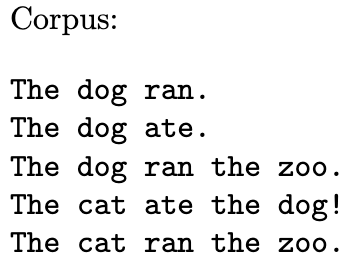 Corpus:
The dog ran.
The dog ate.
The dog ran the zoo.
The cat ate the dog!
The cat ran the zoo.